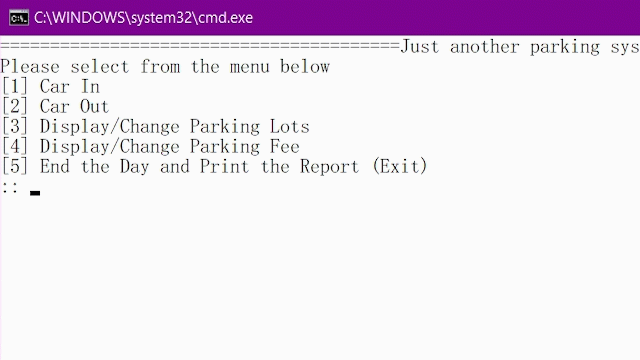 C:\WINDOWS\system32\cmd.exe
========================================Just another parking sys
Please select from the menu below
[1] Car In
[2] Car Out
[3] Display/Change Parking Lots
[4] Display/Change Parking Fee
[5] End the Day and Print the Report (Exit)
:: _